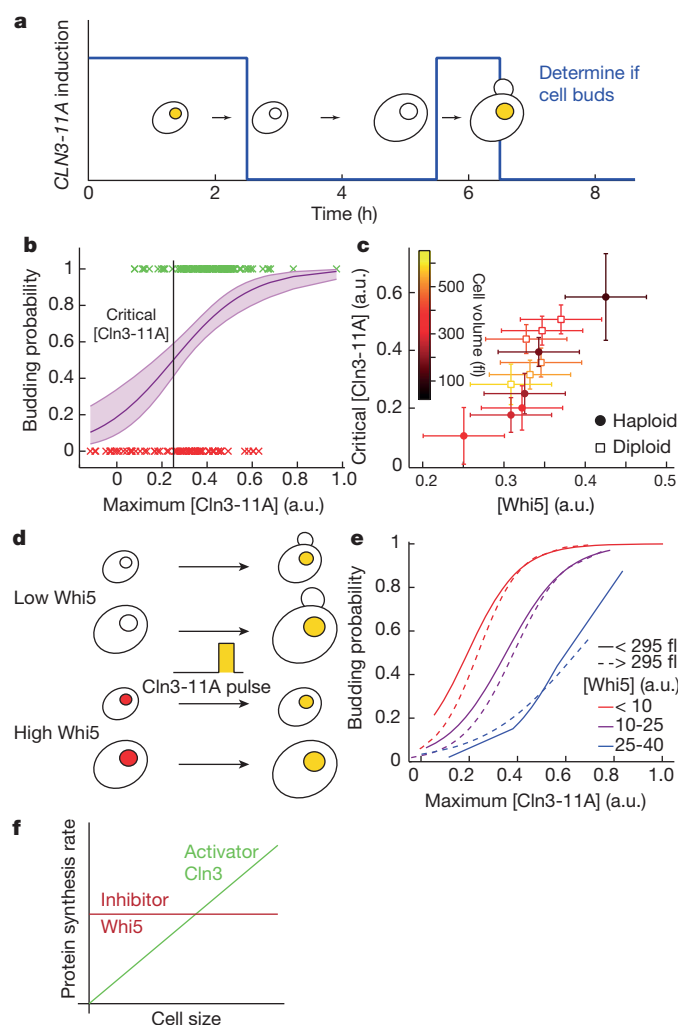 a
CLN3-11A induction
Determine if
cell buds
0
2
4
6
8
Time (h)
b
Budding probability
1
0.8
0.6
0.4
0.2
0
Critical
[Cln3-11A]
0
0.2
0.4
0.6
0.8
1.0
Maximum [Cln3-11A] (a.u.)
c
Critical [Cln3-11A] (a.u.)
0.6
0.4
0.2
0
500
300
100
Cell volume (fl)
Haploid
Diploid
0.2
0.3
0.4
0.5
[Whi5] (a.u.)
d
Low Whi5
Cln3-11A pulse
High Whi5
e
Budding probability
1
0.8
0.6
0.4
0.2
0
< 295 fl
> 295 fl
[Whi5] (a.u.)
< 10
10-25
25-40
0
0.2
0.4
0.6
0.8
1.0
Maximum [Cln3-11A] (a.u.)
f
Protein synthesis rate
Activator
Cln3
Inhibitor
Whi5
Cell size